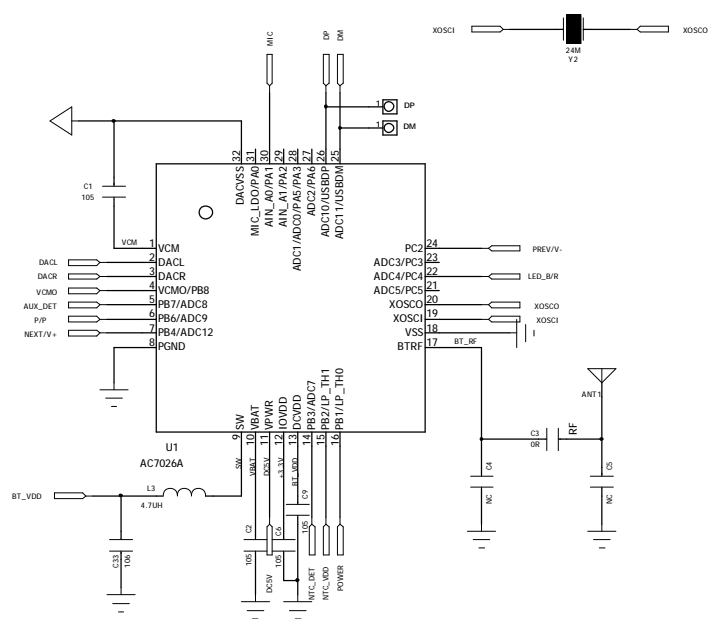 XOSCI
24M
Y2
XOSCO
MIC
DP
DM
1 DP
1 DM
C1
105
32 DACVSS
31 MIC_LDO/PA0
30 AIN_A0/PA1
29 AIN_A1/PA2
28 ADC1/ADC0/PA5/PA3
27 ADC2/PA6
26 ADC10/USBDP
25 ADC11/USBDM
VCM 1 VCM
DACL 2 DACL
DACR 3 DACR
VCMO 4 VCMO/PB8
AUX_DET 5 PB7/ADC8
P/P 6 PB6/ADC9
NEXT/V+ 7 PB4/ADC12
8 PGND
PC2 24 PREV/V-
ADC3/PC3 23
ADC4/PC4 22 LED_B/R
ADC5/PC5 21
XOSCO 20 XOSCO
XOSCI 19 XOSCI
VSS 18
BTRF 17 BT_RF
SW 9 SW
VBAT 10 VBAT
VPWR 11 DC5V
IOVDD 12 +3.3V
DCVDD 13 BT_VDD
PB3/ADC7 14
PB2/LP_TH1 15
PB1/LP_TH0 16
U1
AC7026A
BT_VDD
L3
4.7UH
C33
106
C2
105
DC5V
C6
105
C9
105
NTC_DET
NTC_VDD
POWER
ANT1
C3
0R
RF
C4
NC
C5
NC